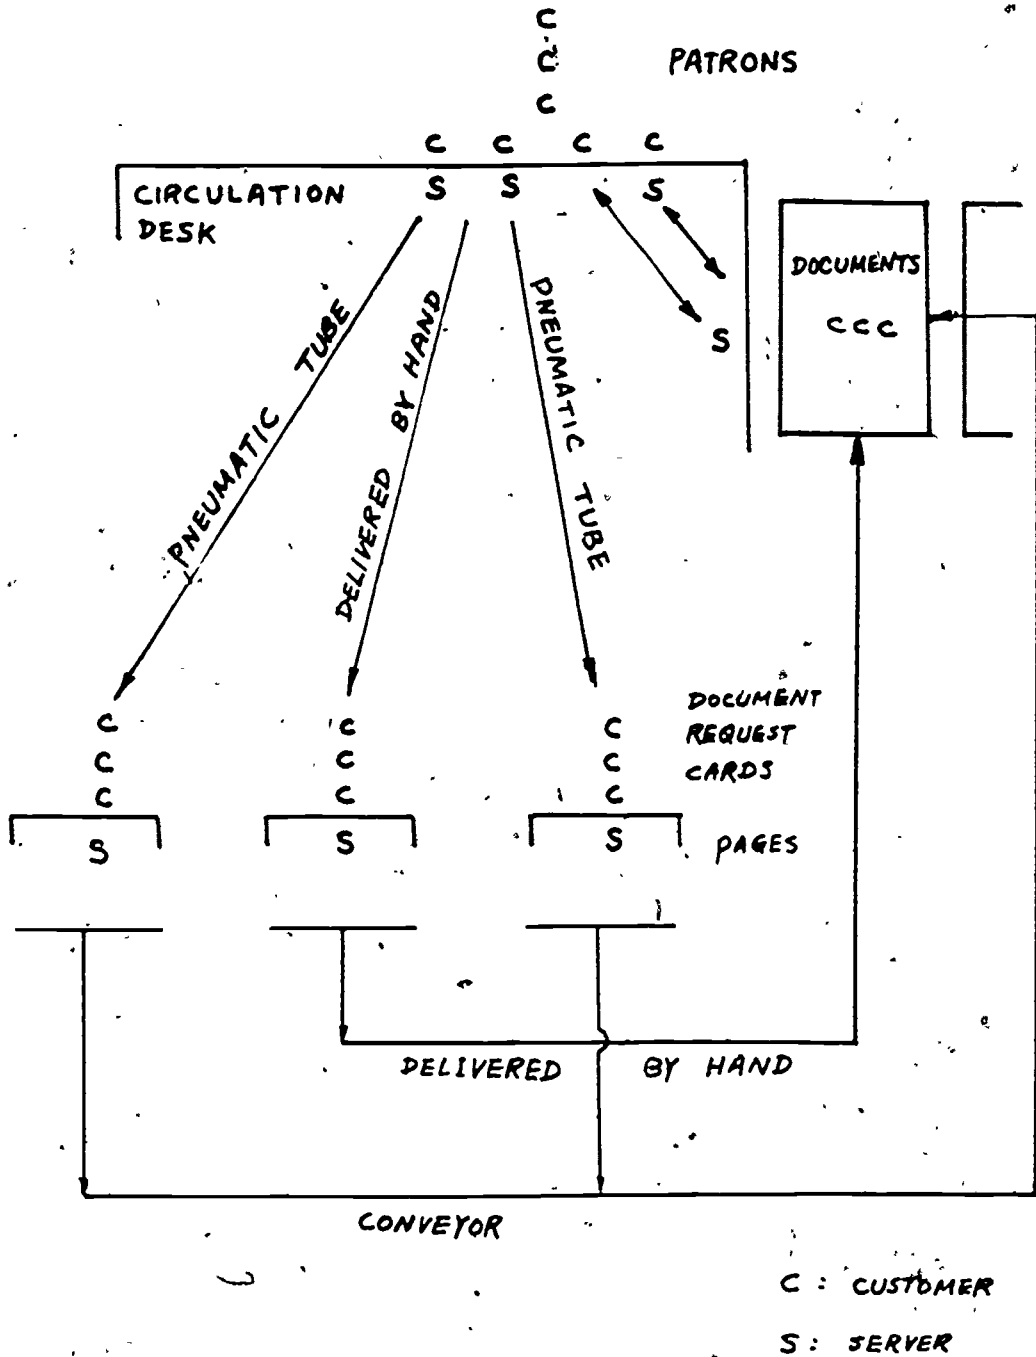 C
C
PATRONS
C
C C C C
CIRCULATION
DESK
S S S
DOCUMENTS
C C C
S
PNEUMATIC TUBE
DELIVERED BY HAND
PNEUMATIC TUBE
C C C
C C C
C C C
DOCUMENT
REQUEST
CARDS
S S S
PAGES
DELIVERED BY HAND
CONVEYOR
C : CUSTOMER
S : SERVER